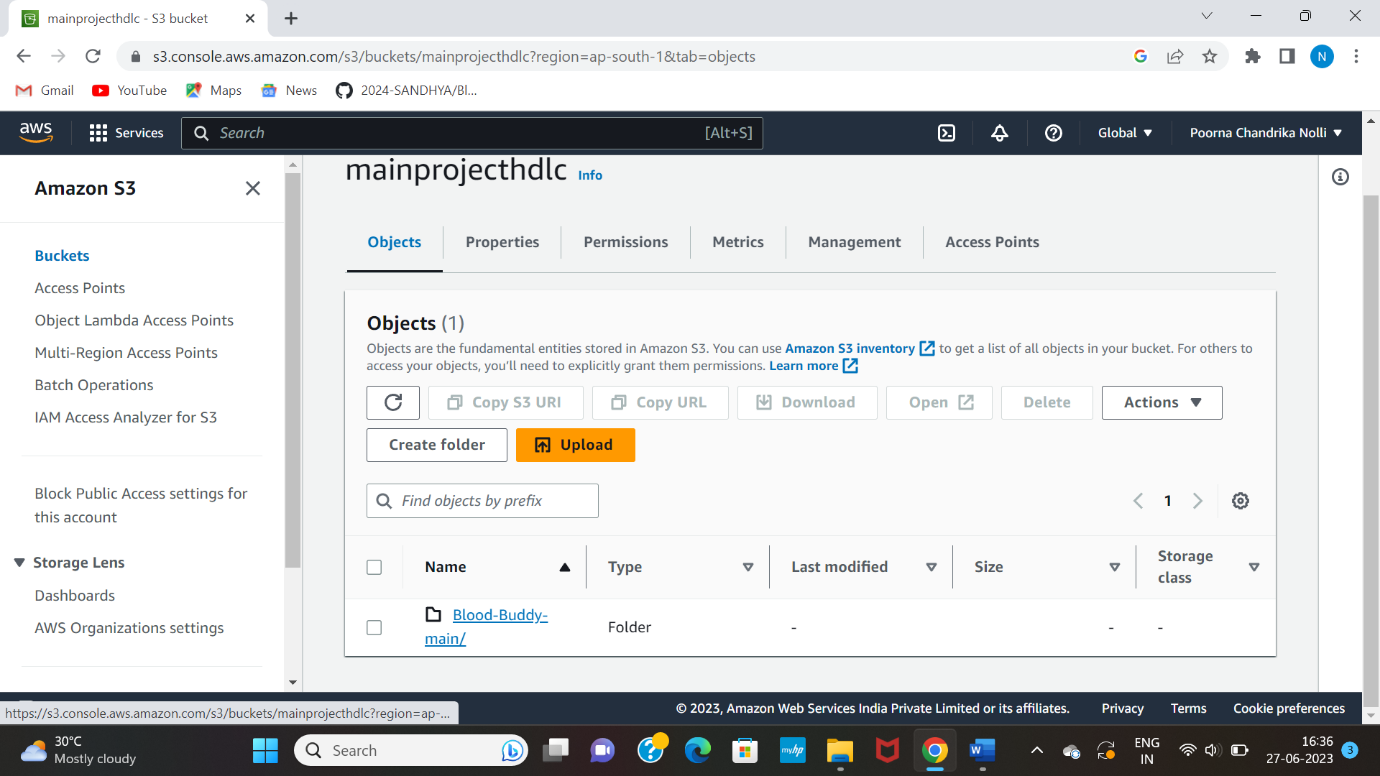 mainprojecthdlc - S3 bucket
s3.console.aws.amazon.com/s3/buckets/mainprojecthdlc?region=ap-south-1&tab=objects
N
Gmail
YouTube
Maps
News
2024-SANDHYA/Bl...
aws
Services
Search
[Alt+S]
Global
Poorna Chandrika Nolli
Amazon S3
Buckets
Access Points
Object Lambda Access Points
Multi-Region Access Points
Batch Operations
IAM Access Analyzer for S3
Block Public Access settings for
this account
Storage Lens
Dashboards
AWS Organizations settings
mainprojecthdlc Info
Objects
Properties
Permissions
Metrics
Management
Access Points
Objects (1)
Objects are the fundamental entities stored in Amazon S3. You can use Amazon S3 inventory to get a list of all objects in your bucket. For others to
access your objects, you'll need to explicitly grant them permissions. Learn more
Copy S3 URI
Copy URL
Download
Open
Delete
Actions
Create folder
Upload
Find objects by prefix
1
Name
Type
Last modified
Size
Storage
class
Blood-Buddy-
main/
Folder
-
-
-
https://s3.console.aws.amazon.com/s3/buckets/mainprojecthdlc?region=ap-...
© 2023, Amazon Web Services India Private Limited or its affiliates.
Privacy
Terms
Cookie preferences
30°C
Mostly cloudy
Search
myhp
ENG
IN
16:36
27-06-2023
3